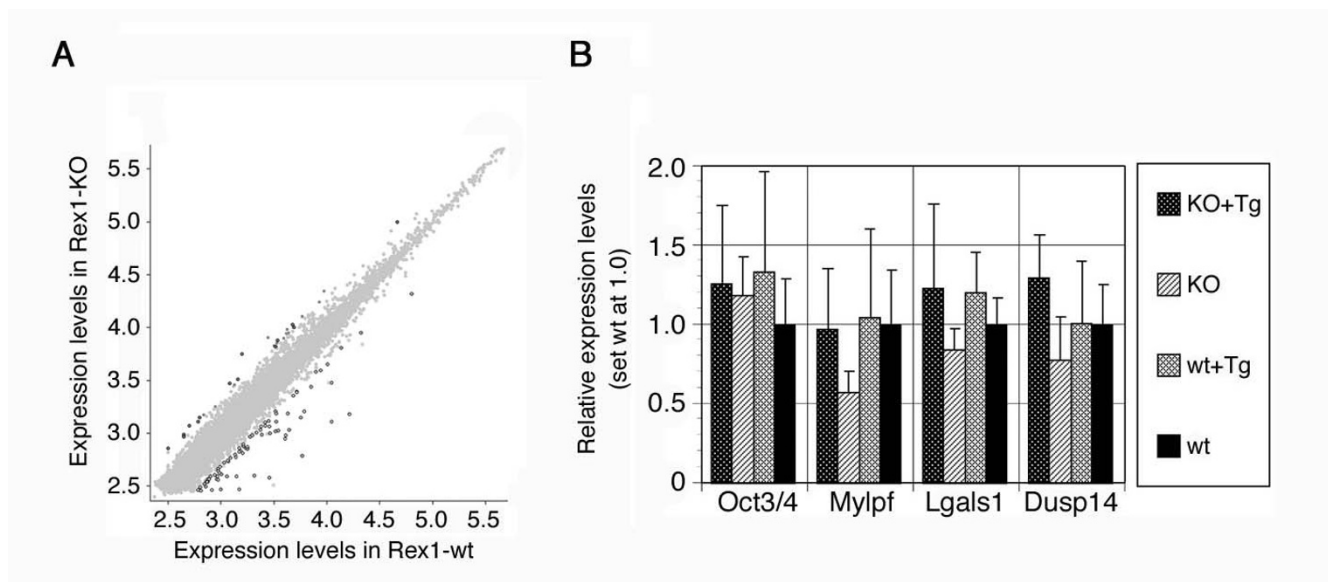 A
Expression levels in Rex1-KO
5.5
5.0
4.5
4.0
3.5
3.0
2.5
2.5 3.0 3.5 4.0 4.5 5.0 5.5
Expression levels in Rex1-wt
B
Relative expression levels
(set wt at 1.0)
2.0
1.5
1.0
0.5
0
Oct3/4 Mylpf Lgals1 Dusp14
KO+Tg
KO
wt+Tg
wt